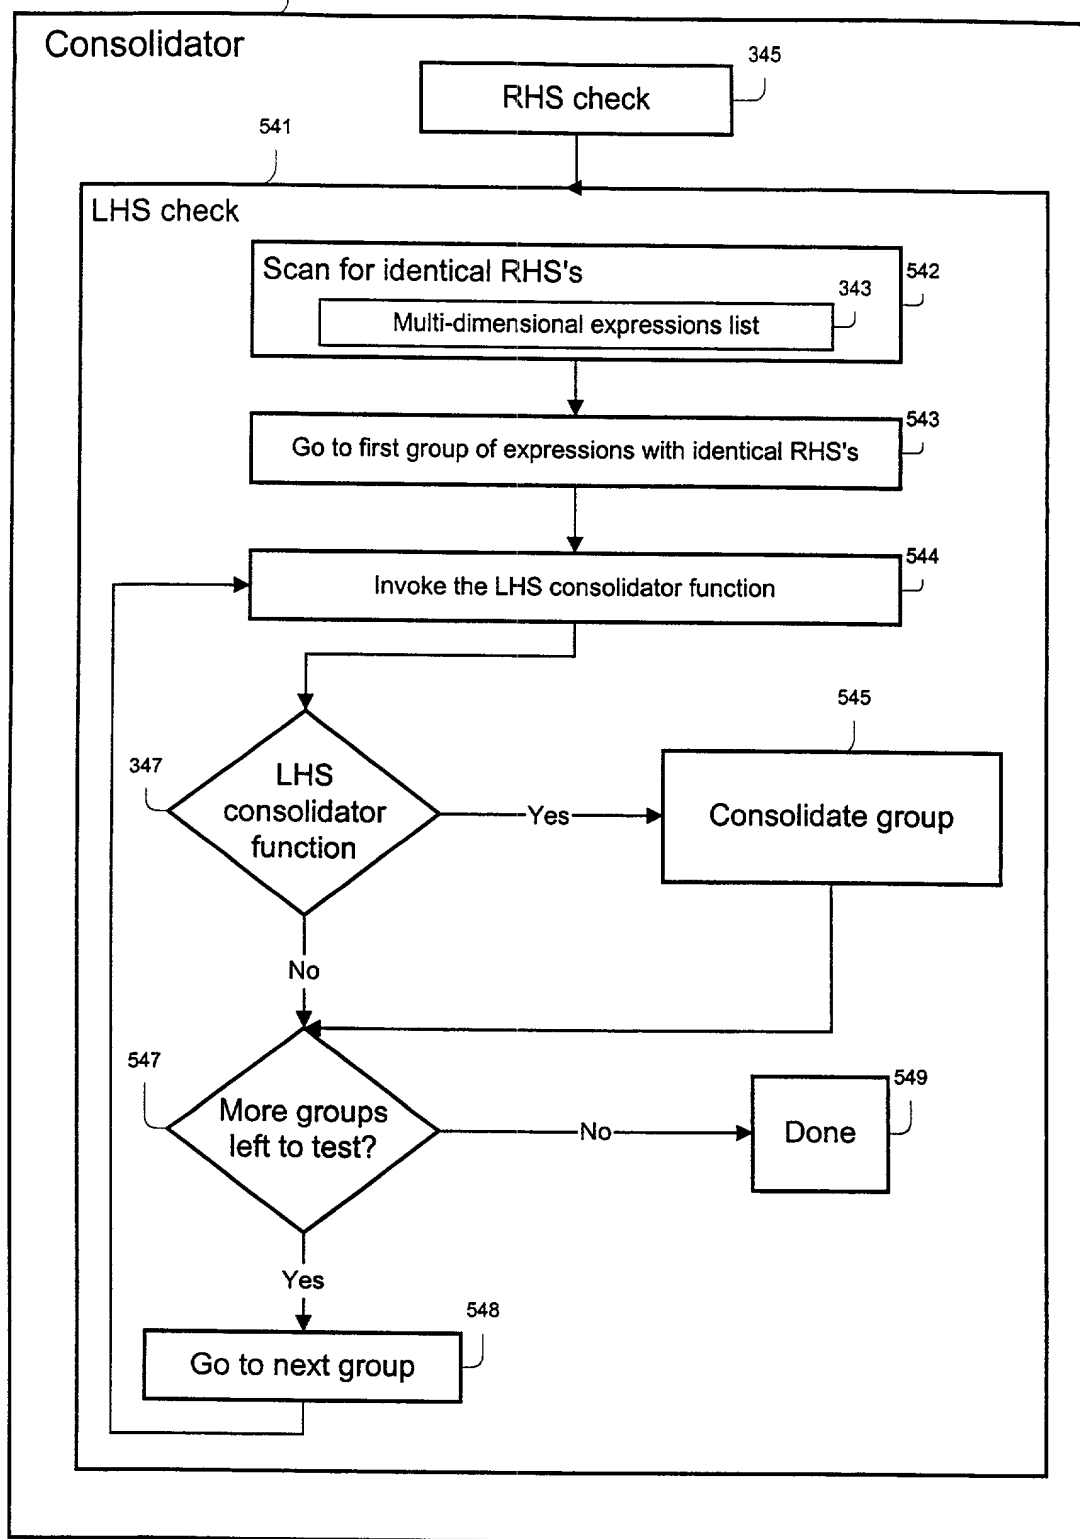 Consolidator
345
RHS check
541
LHS check
Scan for identical RHS's
542
343
Multi-dimensional expressions list
543
Go to first group of expressions with identical RHS's
544
Invoke the LHS consolidator function
545
347
LHS
consolidator
function
Yes
Consolidate group
No
547
More groups
left to test?
No
549
Done
Yes
548
Go to next group